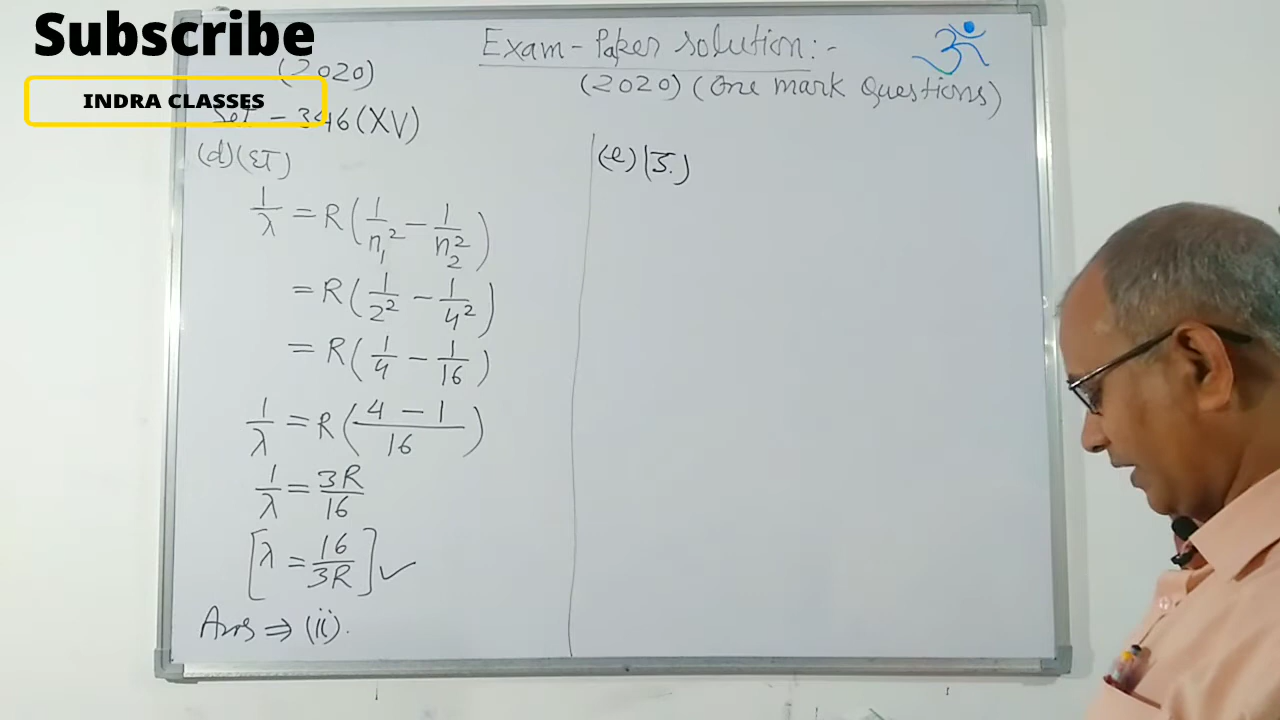 Subscribe
INDRA CLASSES
Exam-Paper solution:-
(2020) (One mark Questions)
ॐ
(2020)
Set - 346(XV)
(d)(घ)
1/λ = R(1/n₁² - 1/n₂²)
= R(1/2² - 1/4²)
= R(1/4 - 1/16)
1/λ = R((4 - 1)/16)
1/λ = 3R/16
[λ = 16/3R] ✓
Ans ⇒ (ii).
(e)(ङ)